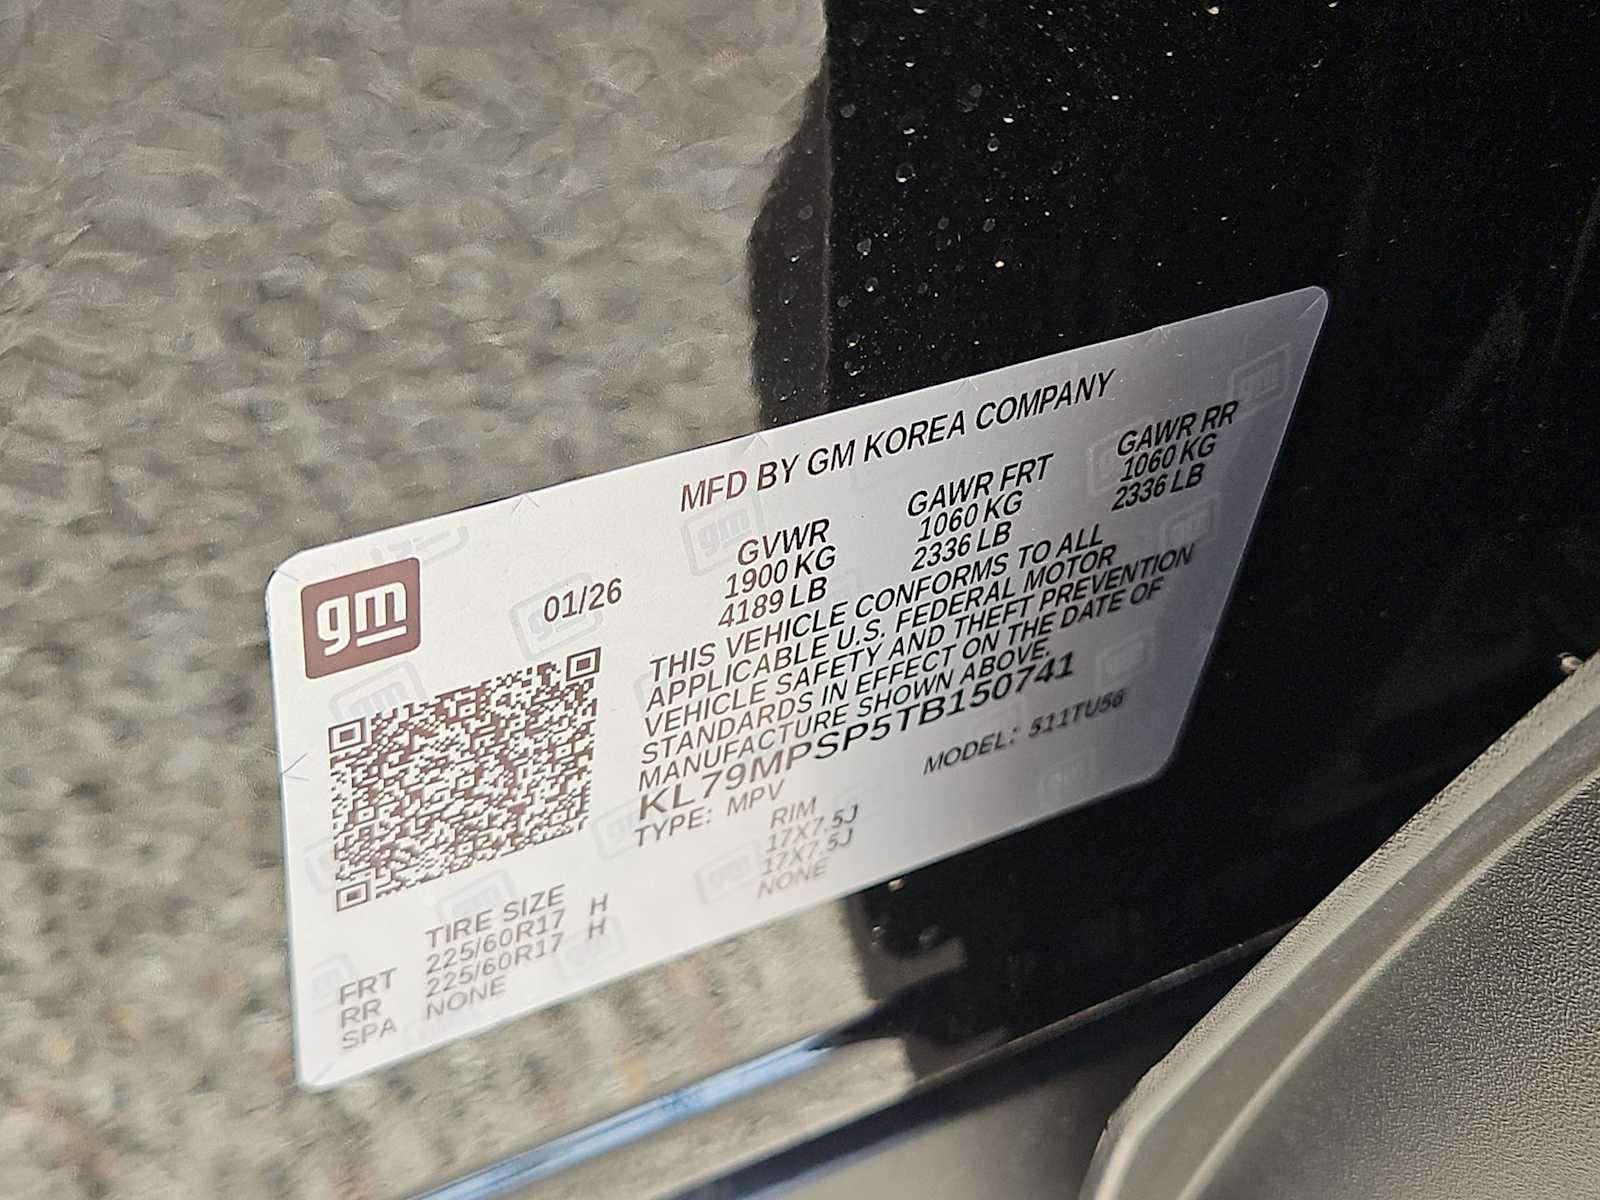 MFD BY GM KOREA COMPANY
gm
01/26
GVWR GAWR FRT GAWR RR
1900 KG 1060 KG 1060 KG
4189 LB 2336 LB 2336 LB
THIS VEHICLE CONFORMS TO ALL
APPLICABLE U.S. FEDERAL MOTOR
VEHICLE SAFETY AND THEFT PREVENTION
STANDARDS IN EFFECT ON THE DATE OF
MANUFACTURE SHOWN ABOVE.
KL79MPSP5TB150741
TYPE: MPV MODEL: 511TU56
TIRE SIZE RIM
FRT 225/60R17 H 17X7.5J
RR 225/60R17 H 17X7.5J
SPA NONE NONE